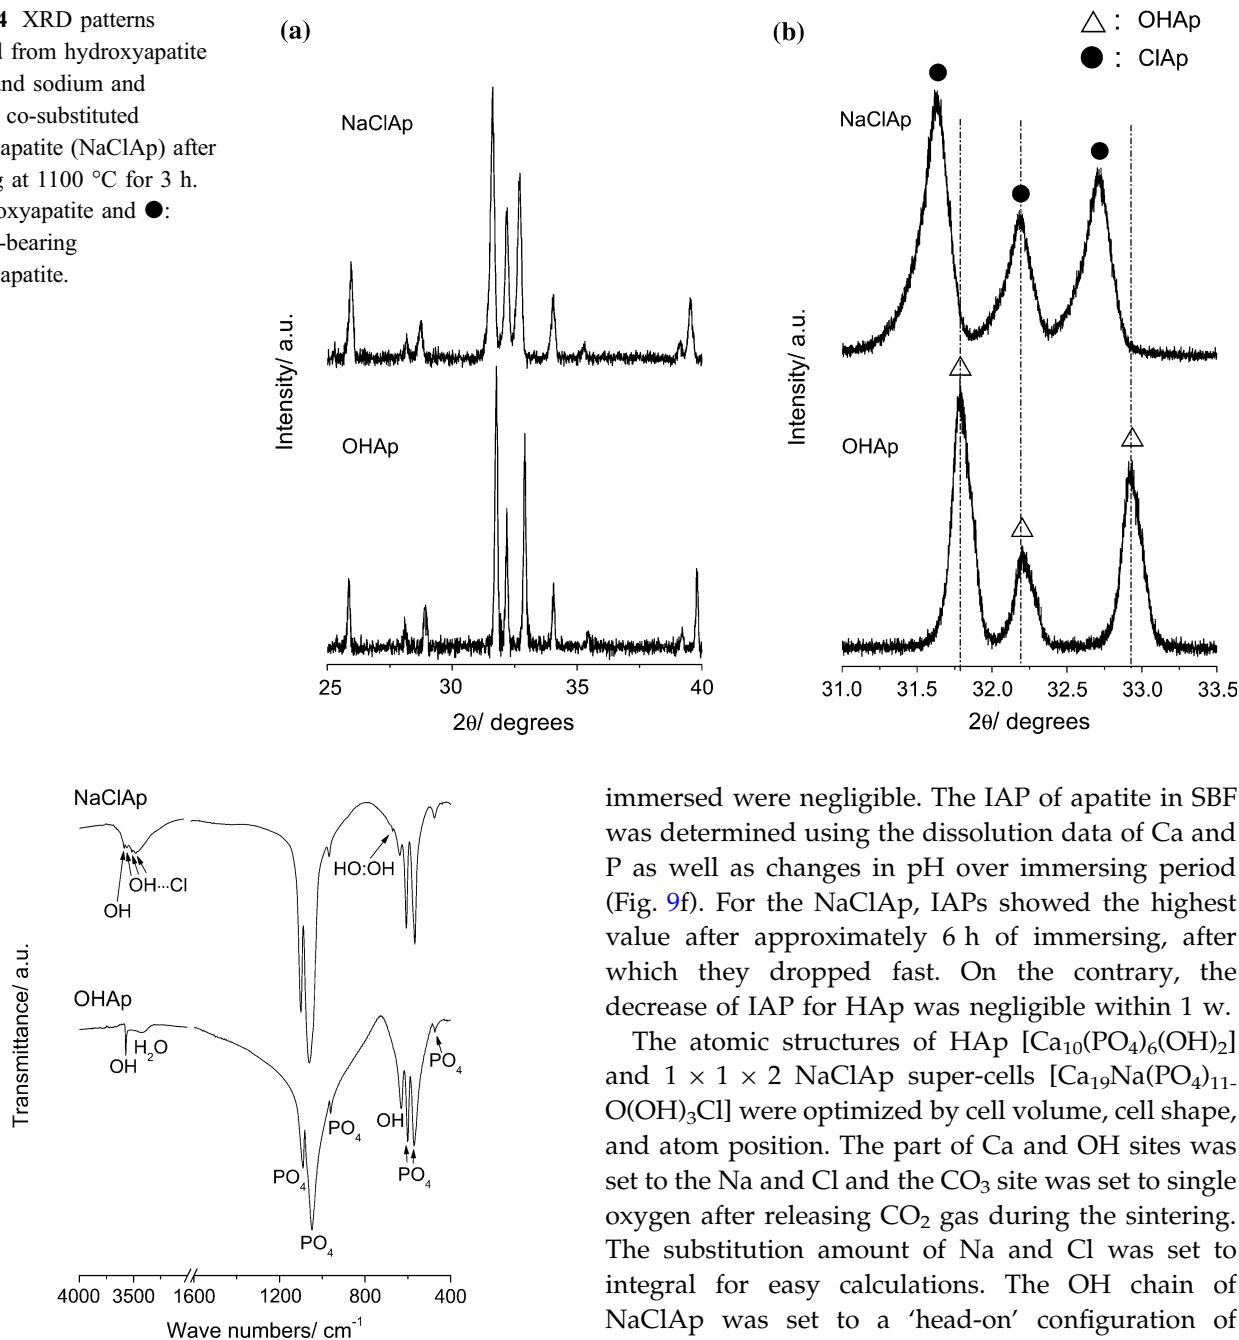 4 XRD patterns
from hydroxyapatite
and sodium and
co-substituted
apatite (NaClAp) after
at 1100 °C for 3 h.
oxyapatite and ●:
-bearing
apatite.
(a)
NaClAp
OHAp
Intensity/ a.u.
25 30 35 40
2θ/ degrees
(b)
△ : OHAp
● : ClAp
NaClAp
OHAp
Intensity/ a.u.
31.0 31.5 32.0 32.5 33.0 33.5
2θ/ degrees
NaClAp
OH···Cl
OH
HO:OH
OHAp
H₂O
OH
PO₄
PO₄
OH
PO₄
PO₄
PO₄
Transmittance/ a.u.
4000 3500 1600 1200 800 400
Wave numbers/ cm⁻¹
immersed were negligible. The IAP of apatite in SBF
was determined using the dissolution data of Ca and
P as well as changes in pH over immersing period
(Fig. 9f). For the NaClAp, IAPs showed the highest
value after approximately 6 h of immersing, after
which they dropped fast. On the contrary, the
decrease of IAP for HAp was negligible within 1 w.
The atomic structures of HAp [Ca₁₀(PO₄)₆(OH)₂]
and 1 × 1 × 2 NaClAp super-cells [Ca₁₉Na(PO₄)₁₁-
O(OH)₃Cl] were optimized by cell volume, cell shape,
and atom position. The part of Ca and OH sites was
set to the Na and Cl and the CO₃ site was set to single
oxygen after releasing CO₂ gas during the sintering.
The substitution amount of Na and Cl was set to
integral for easy calculations. The OH chain of
NaClAp was set to a ‘head-on’ configuration of